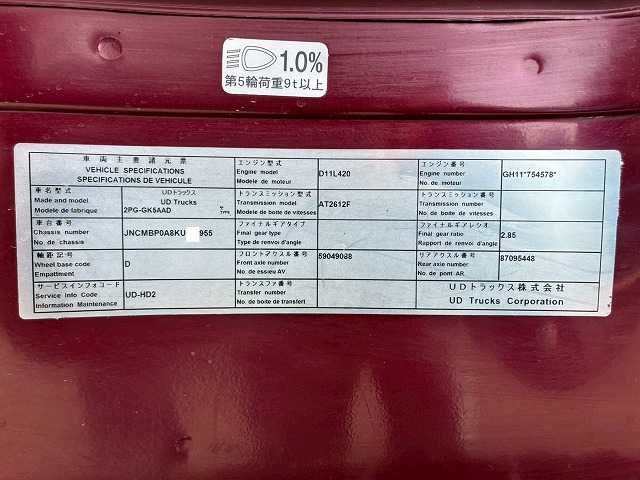 1.0%
第5輪荷重9t以上
車両主要諸元表
VEHICLE SPECIFICATIONS
SPECIFICATIONS DE VEHICULE
車名型式
Made and model
Modele de fabrique
UDトラックス
UD Trucks
2PG-GK5AAD
TYPE
車台番号
Chassis number
No. de chassis
JNCMBP0A8KU 955
軸距記号
Wheel base code
Empattment
D
サービスインフォコード
Service Info Code
Information Maintenance
UD-HD2
エンジン型式
Engine model
Modele de moteur
D11L420
トランスミッション型式
Transmission model
Modele de boite de vitesses
AT2612F
ファイナルギアタイプ
Final gear type
Type de renvoi d'angle
フロントアクスル番号
Front axle number
No. de essieu AV.
59049088
トランスファ番号
Transfer number
No. de boite de transfert
エンジン番号
Engine number
No. de moteur
GH11*754578*
トランスミッション番号
Transmission number
No. de boite de vitesses
ファイナルギアレシオ
Final gear ratio
Rapport de renvoi d'angle
2.85
リアアクスル番号
Rear axle number
No. de pont AR.
87095448
UDトラックス株式会社
UD Trucks Corporation